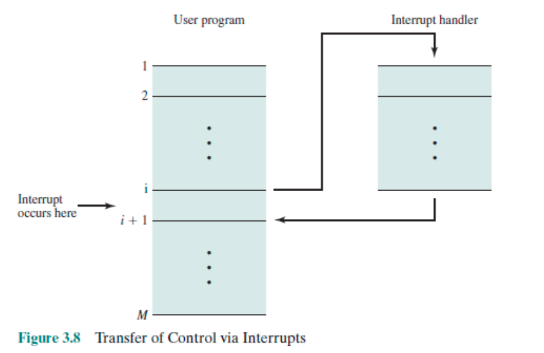 User program
Interrupt handler
1
2
i
Interrupt
occurs here
i + 1
M
Figure 3.8 Transfer of Control via Interrupts